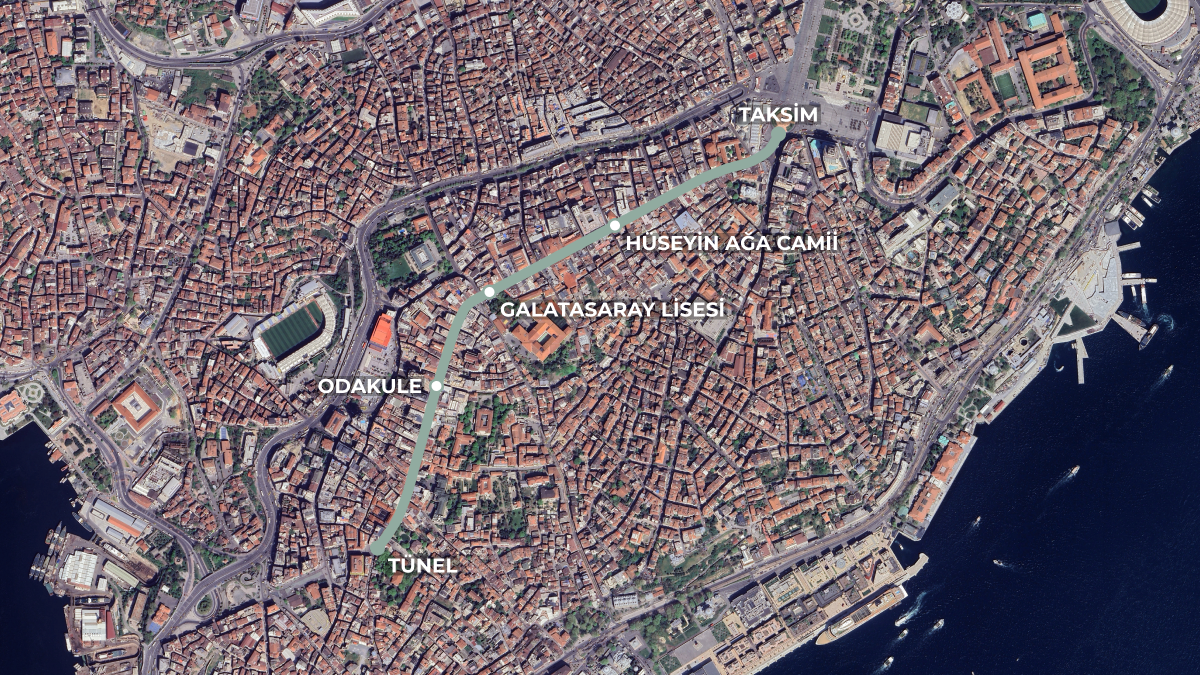 TAKSİM
HÜSEYİN AĞA CAMİİ
GALATASARAY LİSESİ
ODAKULE
TÜNEL